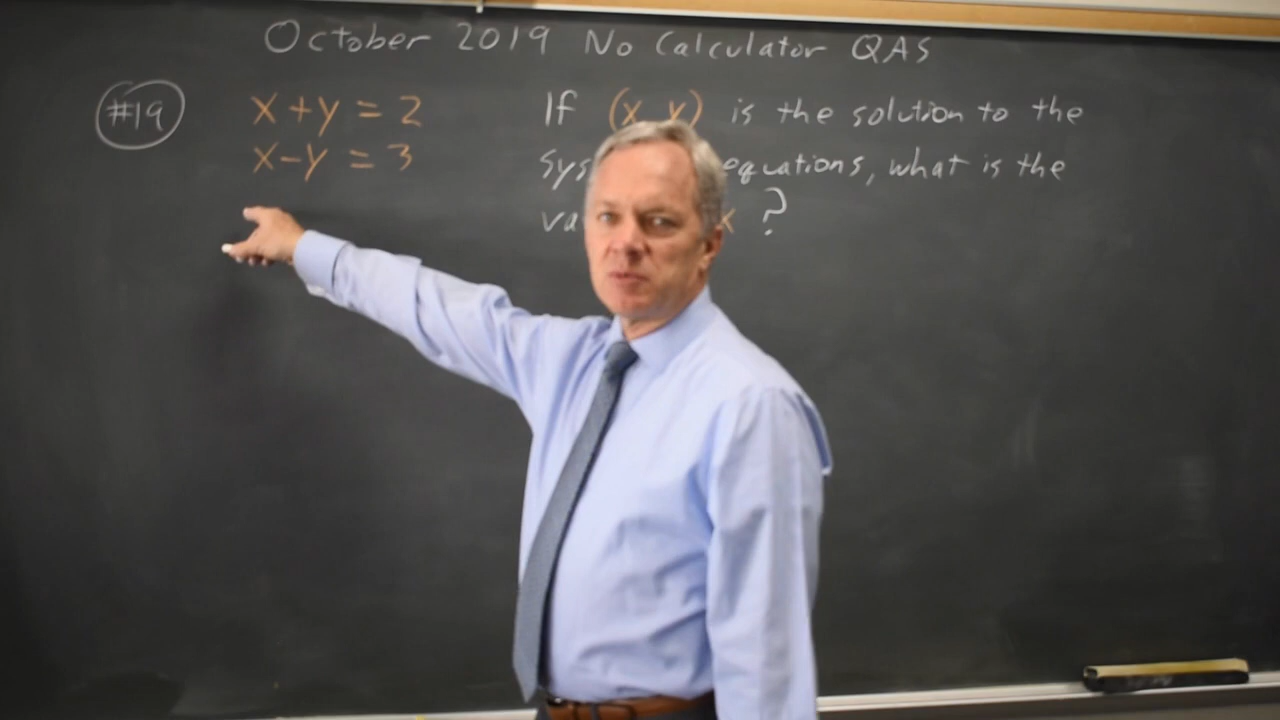 October 2019 No Calculator QAS
#19
x + y = 2
x - y = 3
If (x y) is the solution to the
equations, what is the
x ?